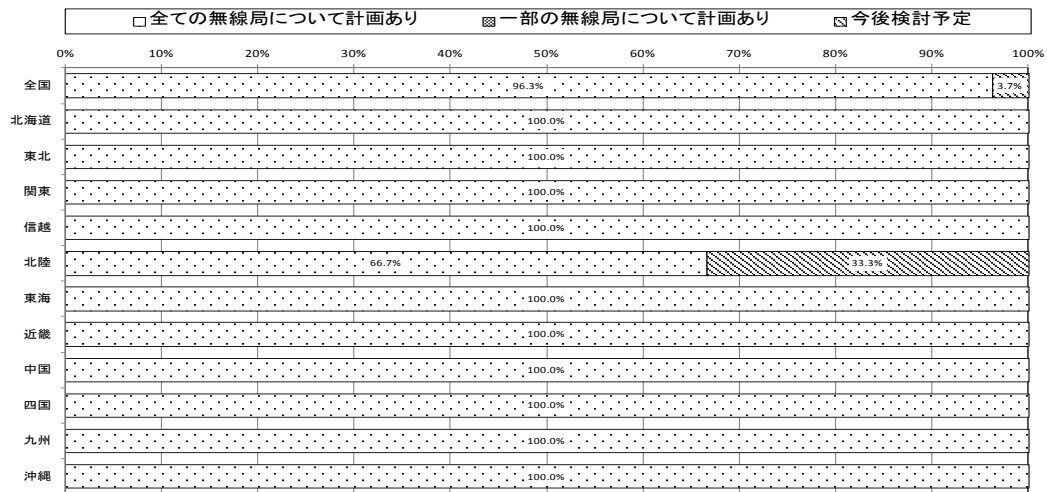 全ての無線局について計画あり 一部の無線局について計画あり 今後検討予定
0% 10% 20% 30% 40% 50% 60% 70% 80% 90% 100%
全国 96.3% 3.7%
北海道 100.0%
東北 100.0%
関東 100.0%
信越 100.0%
北陸 66.7% 33.3%
東海 100.0%
近畿 100.0%
中国 100.0%
四国 100.0%
九州 100.0%
沖縄 100.0%